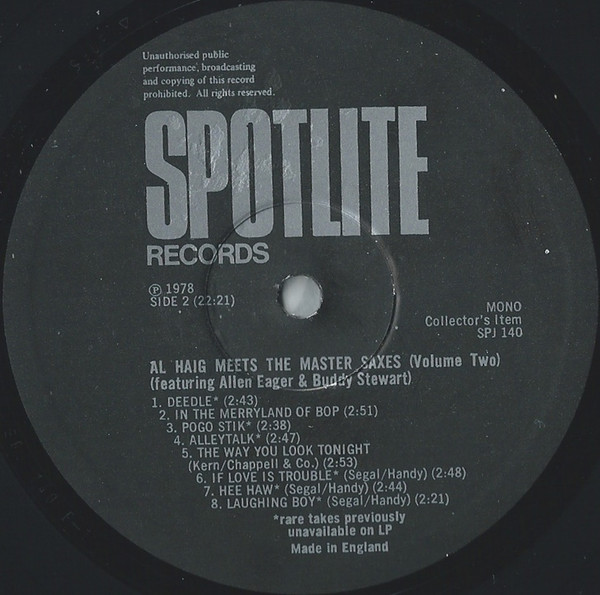 Unauthorised public
performance, broadcasting
and copying of this record
prohibited. All rights reserved.
SPOTLITE
RECORDS
Ⓟ 1978
SIDE 2 (22:21)
MONO
Collector's Item
SPJ 140
AL HAIG MEETS THE MASTER SAXES (Volume Two)
(featuring Allen Eager & Buddy Stewart)
1. DEEDLE* (2:43)
2. IN THE MERRYLAND OF BOP (2:51)
3. POGO STIK* (2:38)
4. ALLEYTALK* (2:47)
5. THE WAY YOU LOOK TONIGHT
(Kern/Chappell & Co.) (2:53)
6. IF LOVE IS TROUBLE* (Segal/Handy) (2:48)
7. HEE HAW* (Segal/Handy) (2:44)
8. LAUGHING BOY* (Segal/Handy) (2:21)
*rare takes previously
unavailable on LP
Made in England